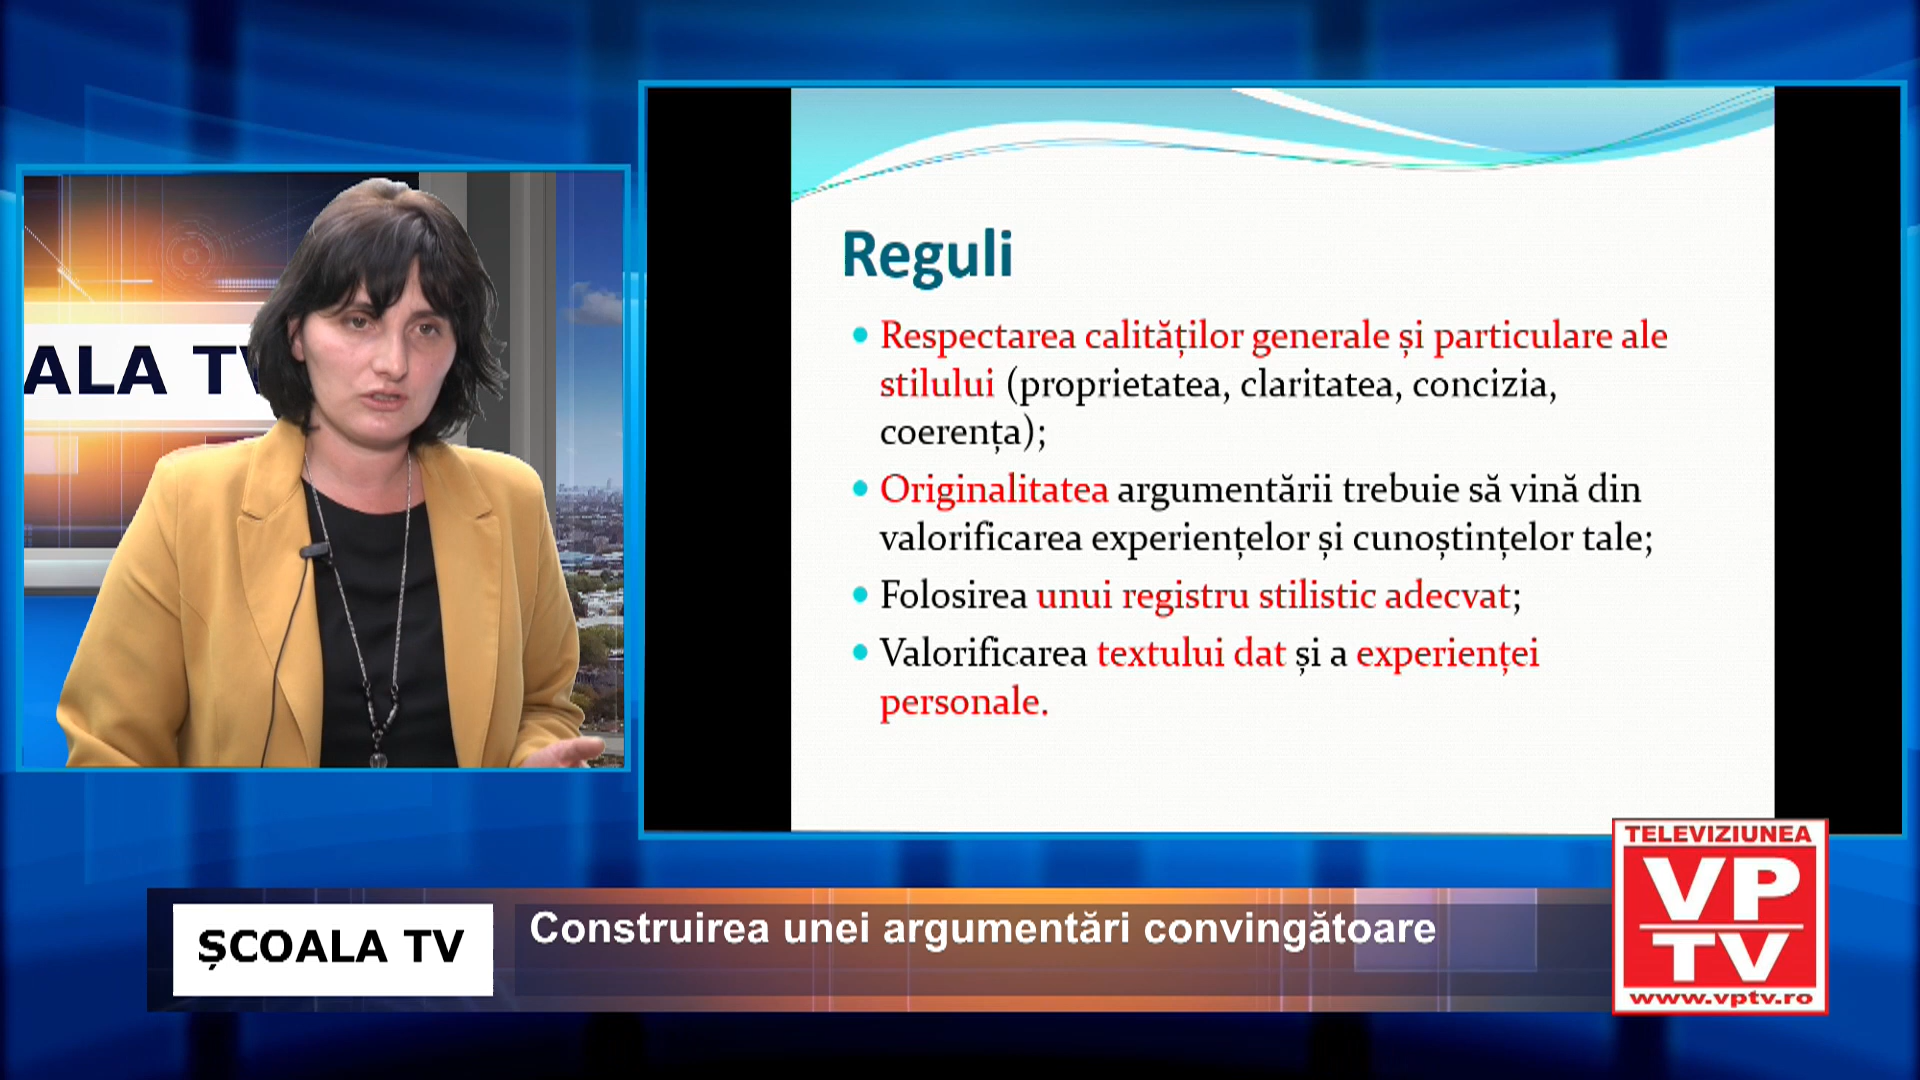 ALA TV
Reguli
Respectarea calităților generale și particulare ale
stilului (proprietatea, claritatea, concizia,
coerența);
Originalitatea argumentării trebuie să vină din
valorificarea experiențelor și cunoștințelor tale;
Folosirea unui registru stilistic adecvat;
Valorificarea textului dat și a experienței
personale.
ȘCOALA TV
Construirea unei argumentări convingătoare
TELEVIZIUNEA
VP
TV
www.vptv.ro